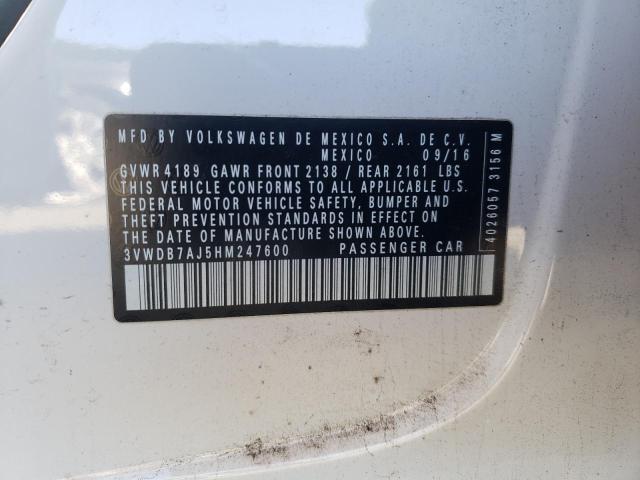 MFD BY VOLKSWAGEN DE MEXICO S.A. DE C.V.
MEXICO 09/16
GVWR 4189 GAWR FRONT 2138 / REAR 2161 LBS
THIS VEHICLE CONFORMS TO ALL APPLICABLE U.S.
FEDERAL MOTOR VEHICLE SAFETY, BUMPER AND
THEFT PREVENTION STANDARDS IN EFFECT ON
THE DATE OF MANUFACTURE SHOWN ABOVE.
3VWDB7AJ5HM247600 PASSENGER CAR
4026057 3156 M